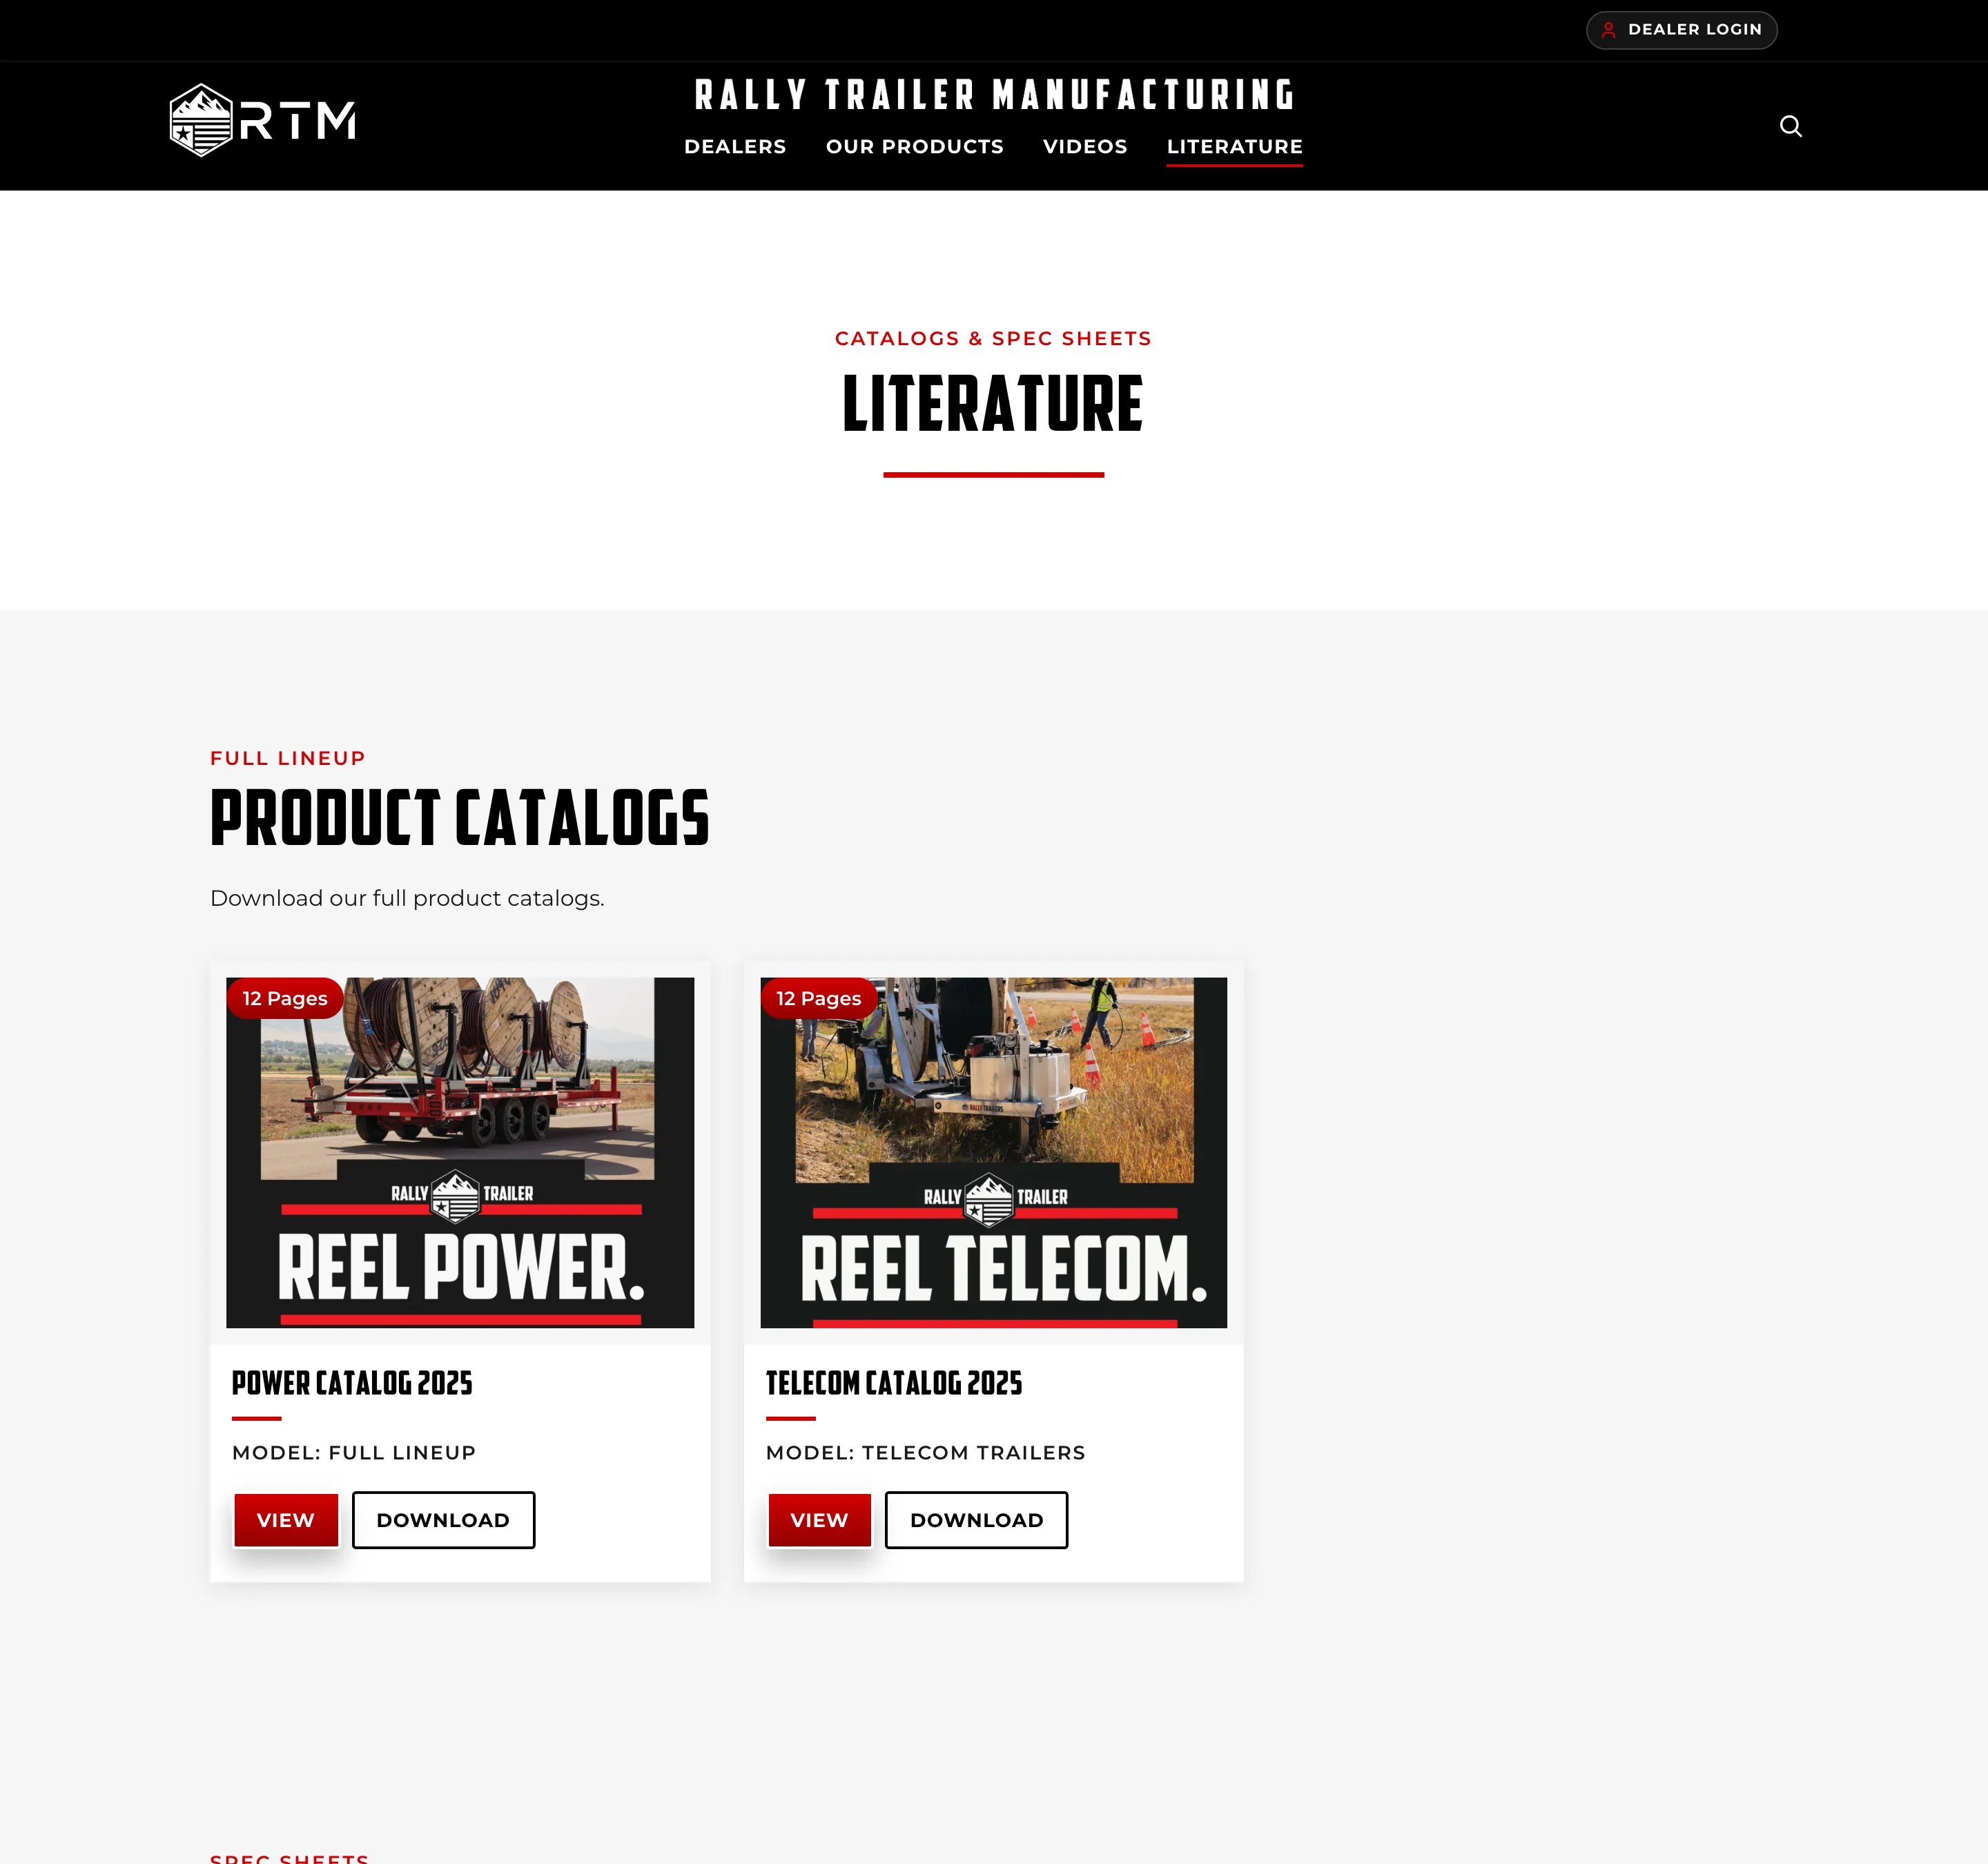 DEALER LOGIN
RTM
RALLY TRAILER MANUFACTURING
DEALERS OUR PRODUCTS VIDEOS LITERATURE
CATALOGS & SPEC SHEETS
LITERATURE
FULL LINEUP
PRODUCT CATALOGS
Download our full product catalogs.
12 Pages
RALLY TRAILER
REEL POWER.
POWER CATALOG 2025
MODEL: FULL LINEUP
VIEW DOWNLOAD
12 Pages
RALLY TRAILERS
RALLY TRAILER
REEL TELECOM.
TELECOM CATALOG 2025
MODEL: TELECOM TRAILERS
VIEW DOWNLOAD
SPEC SHEETS